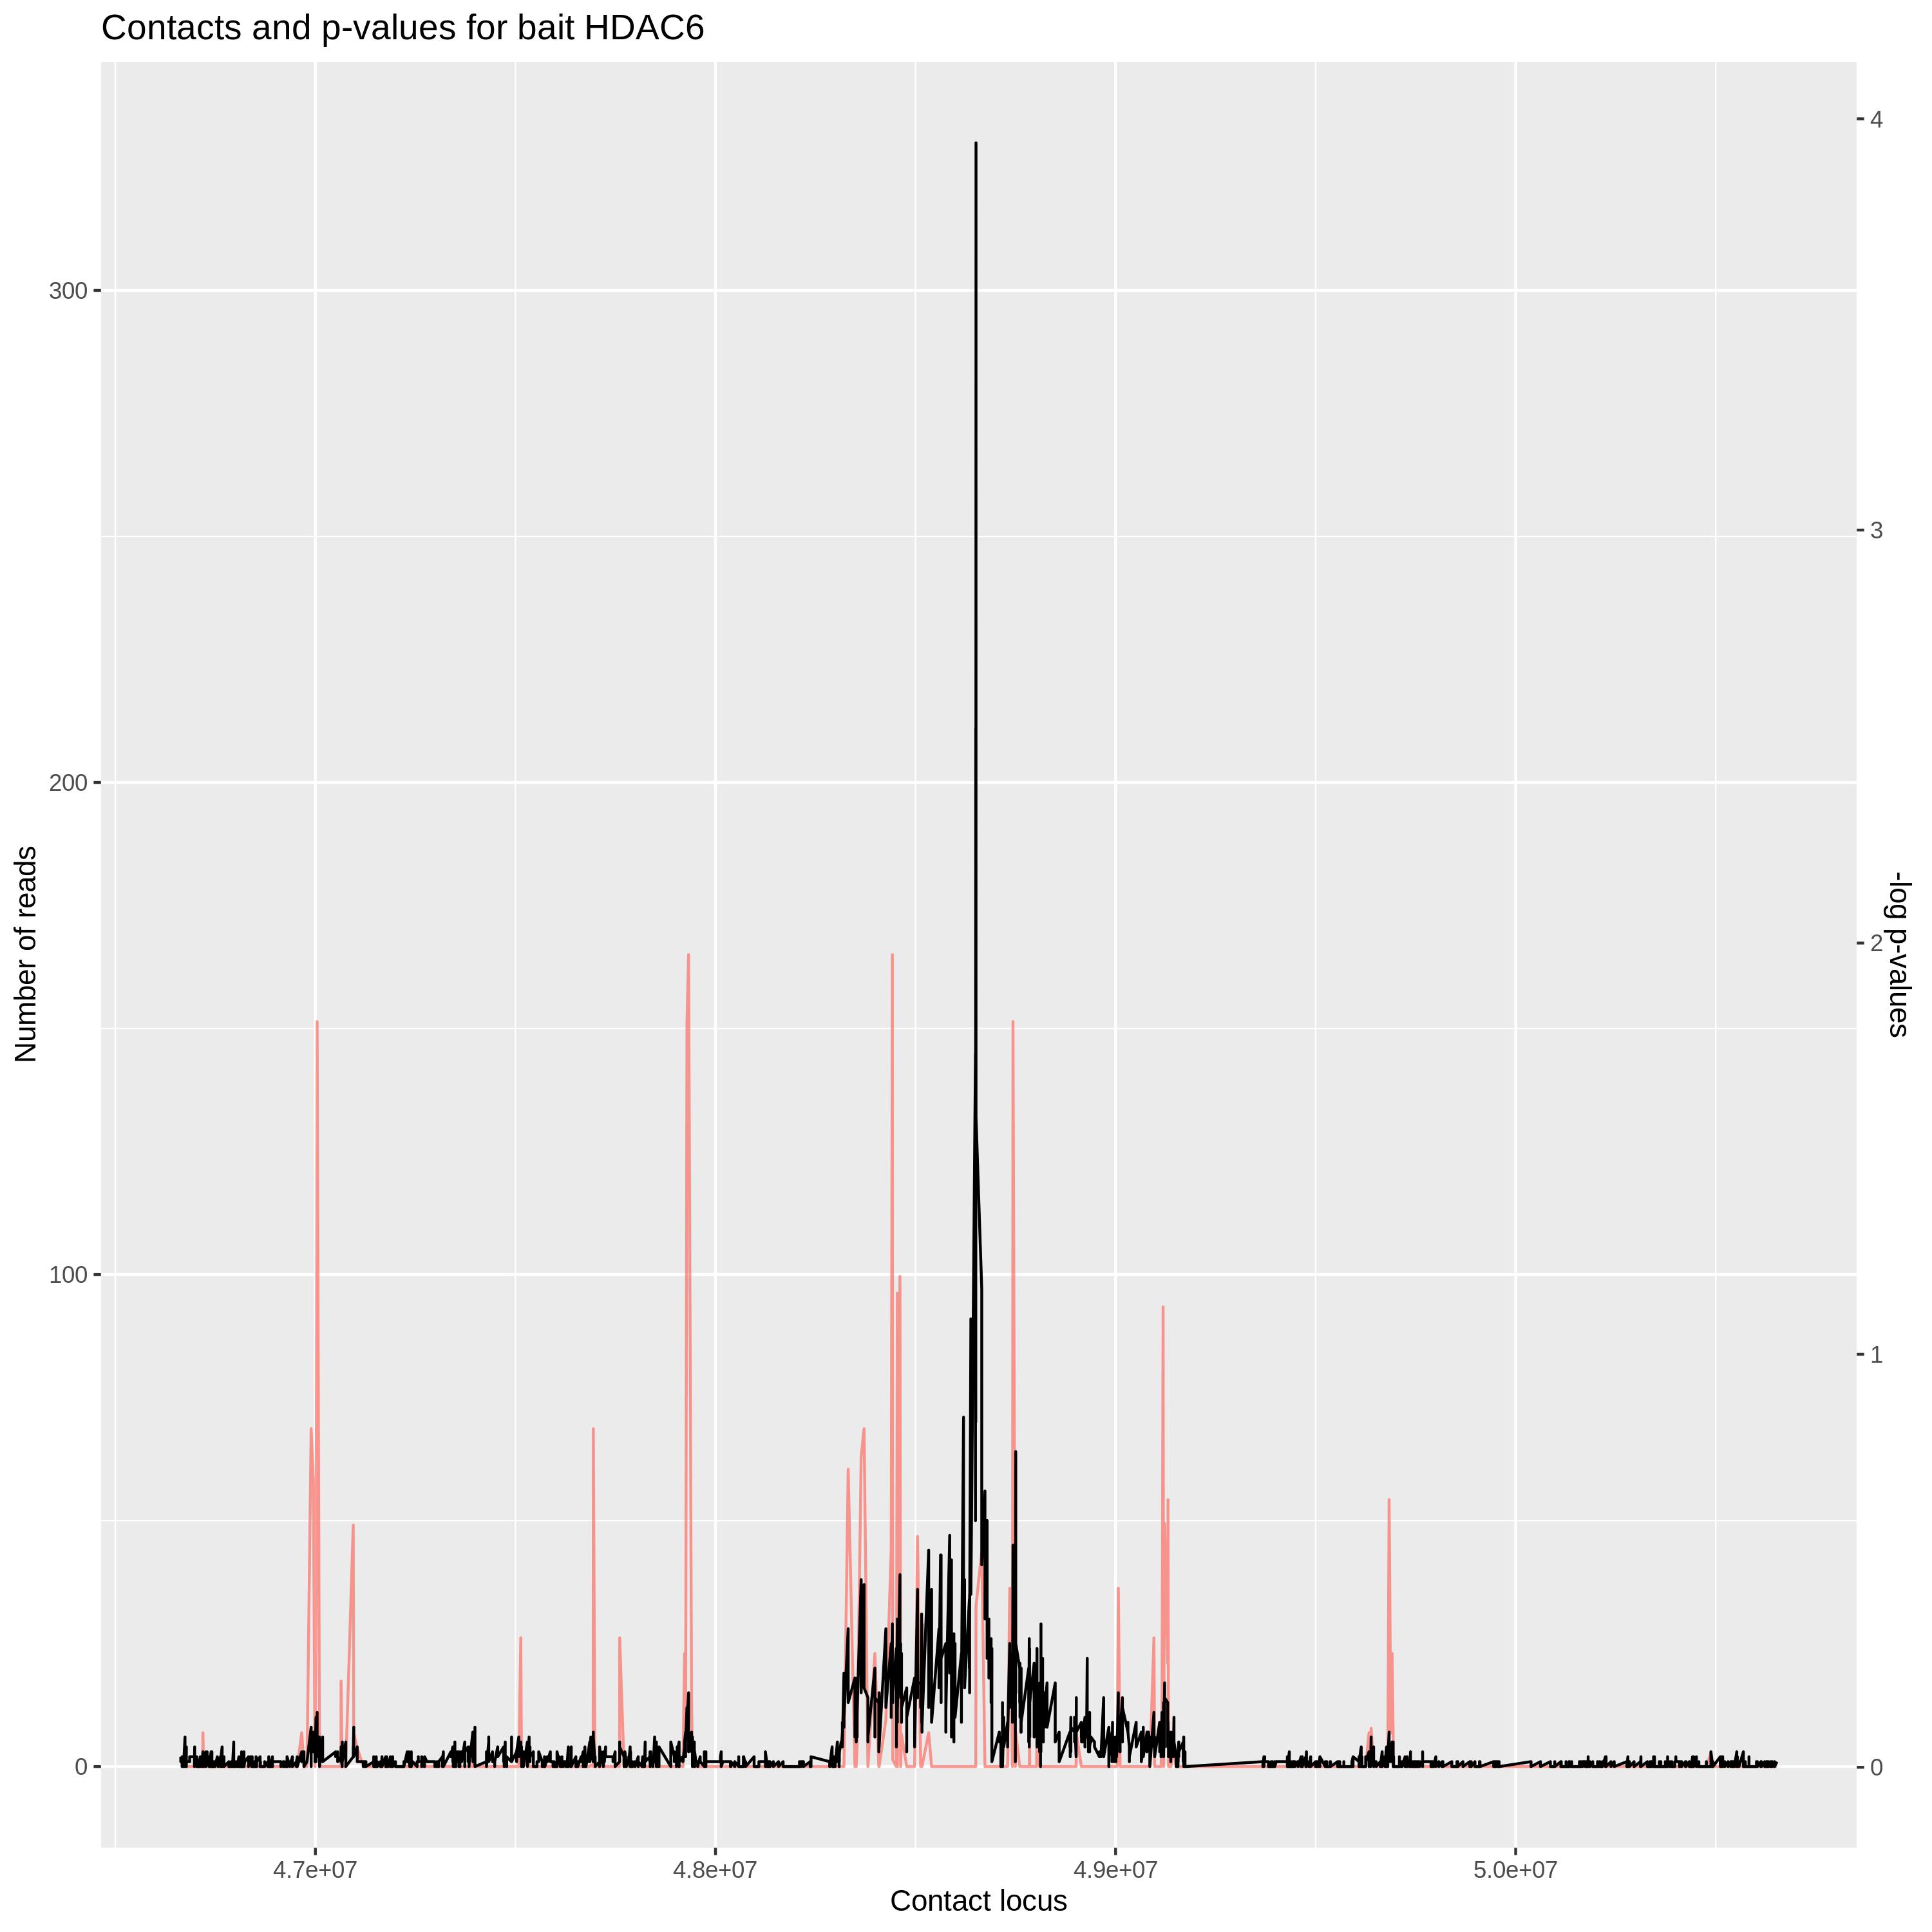 Contacts and p-values for bait HDAC6
4
300
3
200
Number of reads
-log p-values
2
100
1
0
0
4.7e+07
4.8e+07
4.9e+07
5.0e+07
Contact locus